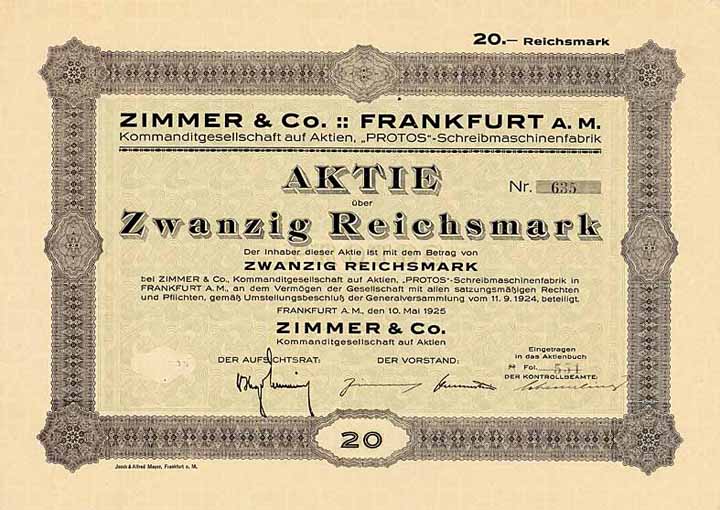 20.— Reichsmark
ZIMMER & Co. :: FRANKFURT A. M.
Kommanditgesellschaft auf Aktien, „PROTOS“-Schreibmaschinenfabrik
AKTIE
Nr. 635
über
Zwanzig Reichsmark
Der Inhaber dieser Aktie ist mit dem Betrag von
ZWANZIG REICHSMARK
bei ZIMMER & Co., Kommanditgesellschaft auf Aktien, „PROTOS“-Schreibmaschinenfabrik in
FRANKFURT A. M., an dem Vermögen der Gesellschaft mit allen satzungsmäßigen Rechten
und Pflichten, gemäß Umstellungsbeschluß der Generalversammlung vom 11. 9. 1924, beteiligt.
FRANKFURT A. M., den 10. Mai 1925
ZIMMER & Co.
Kommanditgesellschaft auf Aktien
DER AUFSICHTSRAT:
DER VORSTAND:
Eingetragen
in das Aktienbuch
Fol. 551
DER KONTROLLBEAMTE:
20
Jacob & Alfred Mayer, Frankfurt a. M.